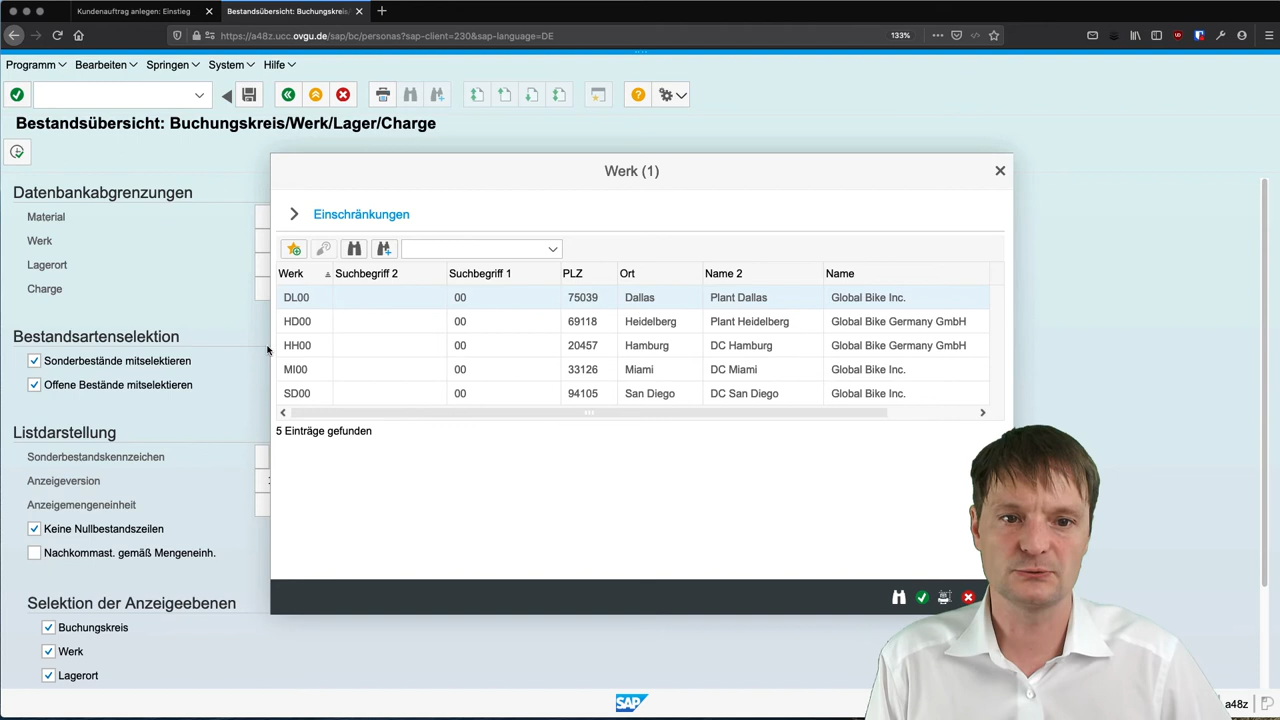 Kundenauftrag anlegen: Einstieg
Bestandsübersicht: Buchungskreis
https://a48z.ucc.ovgu.de/sap/bc/personas?sap-client=230&sap-language=DE
133%
Programm Bearbeiten Springen System Hilfe
Bestandsübersicht: Buchungskreis/Werk/Lager/Charge
Datenbankabgrenzungen
Material
Werk
Lagerort
Charge
Bestandsartenselektion
Sonderbestände mitselektieren
Offene Bestände mitselektieren
Listdarstellung
Sonderbestandskennzeichen
Anzeigeversion
Anzeigemengeneinheit
Keine Nullbestandszeilen
Nachkommast. gemäß Mengeneinh.
Selektion der Anzeigeebenen
Buchungskreis
Werk
Lagerort
Werk (1)
Einschränkungen
Werk Suchbegriff 2 Suchbegriff 1 PLZ Ort Name 2 Name
DL00 00 75039 Dallas Plant Dallas Global Bike Inc.
HD00 00 69118 Heidelberg Plant Heidelberg Global Bike Germany GmbH
HH00 00 20457 Hamburg DC Hamburg Global Bike Germany GmbH
MI00 00 33126 Miami DC Miami Global Bike Inc.
SD00 00 94105 San Diego DC San Diego Global Bike Inc.
5 Einträge gefunden
SAP
a48z